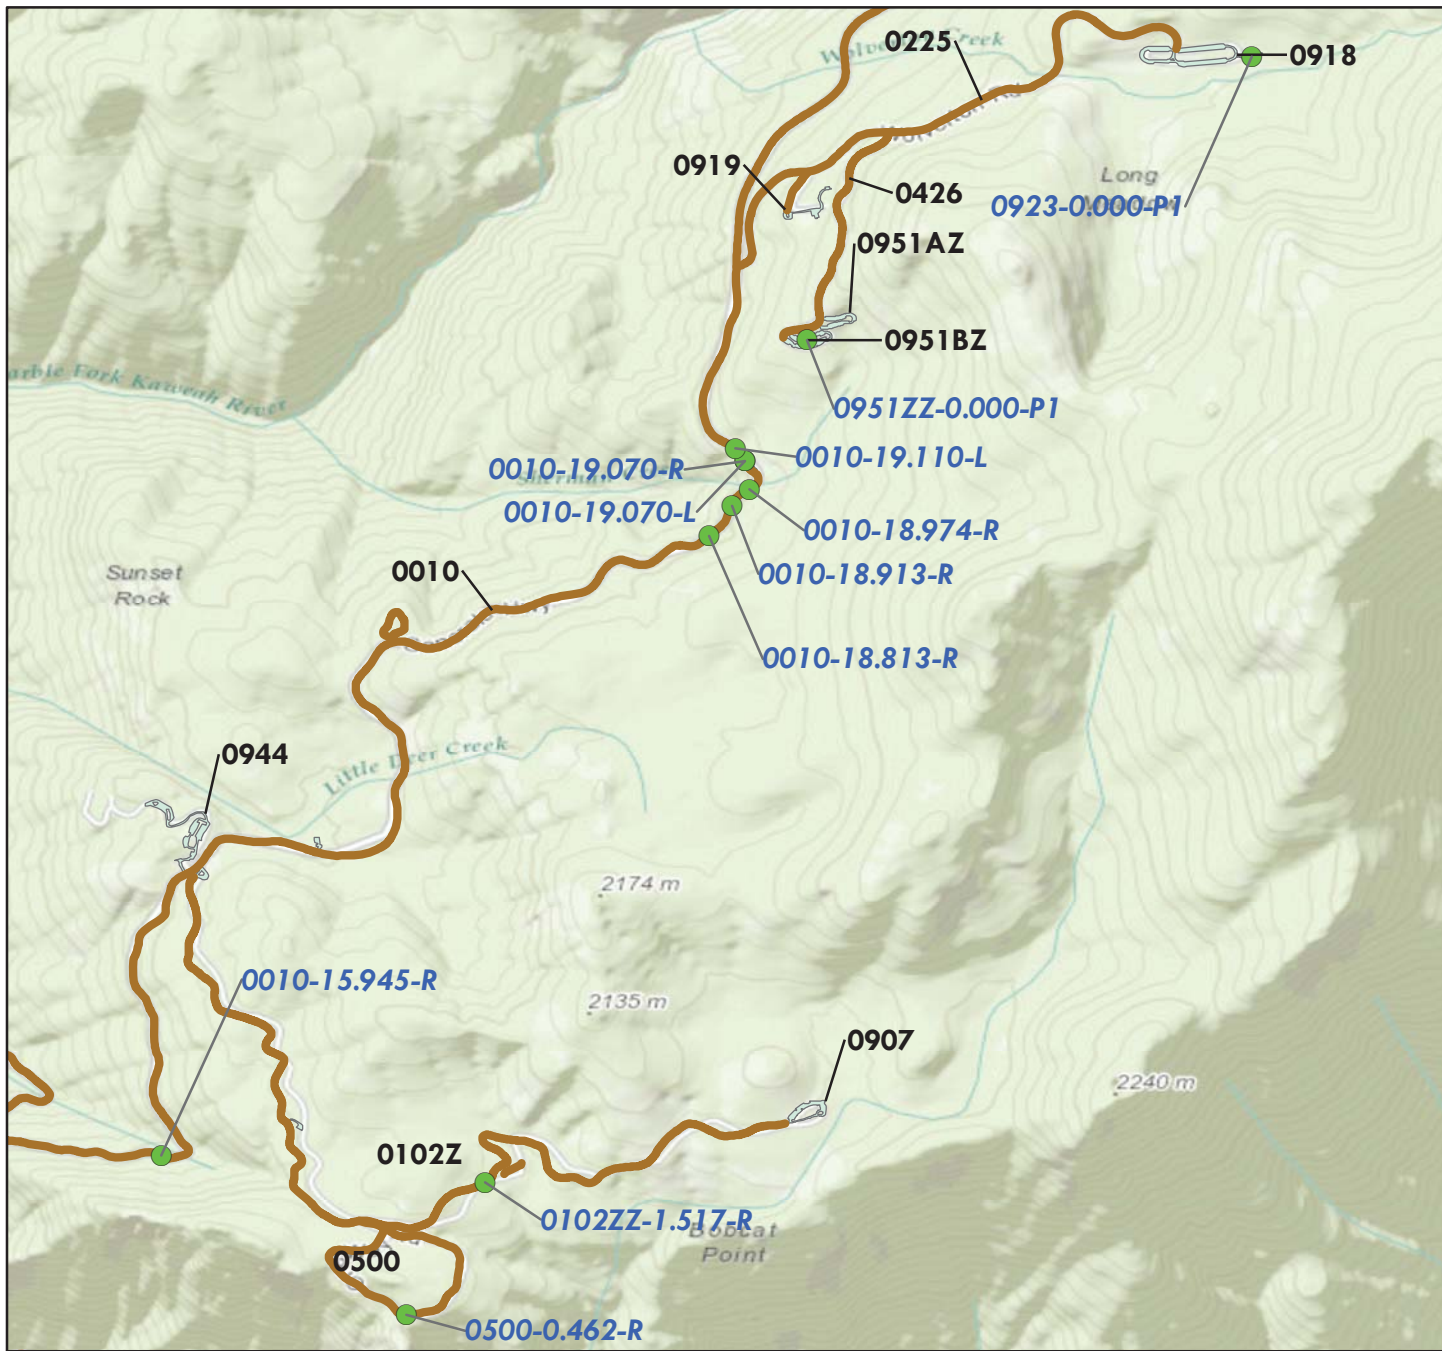 0225
Creek
0918
0919
Long
0426
0923-0.000-P1
0951AZ
0951BZ
arble Fork Kaweah River
0951ZZ-0.000-P1
0010-19.070-R
0010-19.110-L
0010-19.070-L
0010-18.974-R
Sunset
Rock
0010
0010-18.913-R
0010-18.813-R
0944
Little Deer Creek
2174 m
0010-15.945-R
2135 m
0907
2240 m
0102Z
0102ZZ-1.517-R
Bobcat
Point
0500
0500-0.462-R